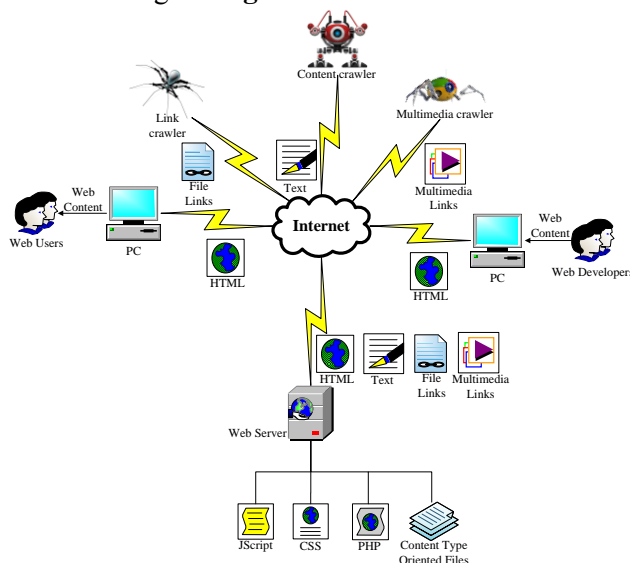 Content crawler
Link
crawler
Multimedia crawler
File
Links
Text
Multimedia
Links
Internet
Web
Content
Web Users
PC
HTML
Web
Content
PC
Web Developers
HTML
HTML
Text
File
Links
Multimedia
Links
Web Server
JScript
CSS
PHP
Content Type
Oriented Files